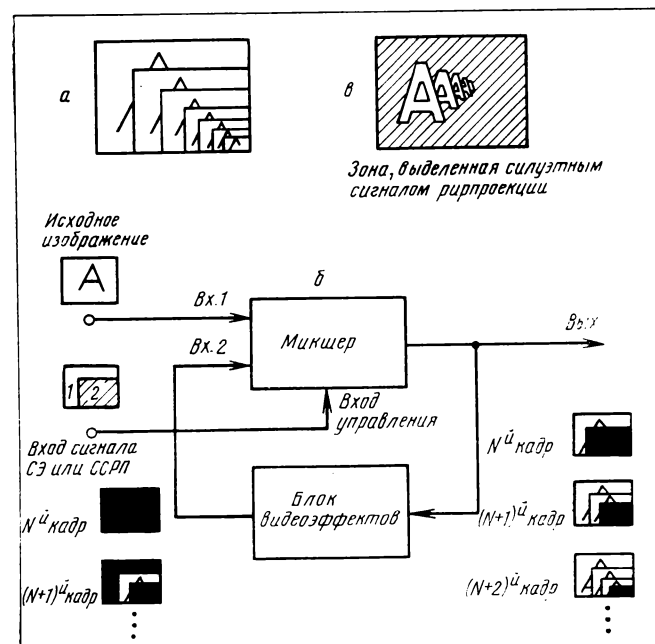 а
в
А А А А
Зона, выделенная силуэтным
сигналом рирпроекции
Исходное
изображение
А
б
Вх.1
Вх.2
Микшер
Вых
1 2
Вход
управления
Вход сигнала
СЭ или ССРП
Блок
видеоэффектов
Nй кадр
(N+1)й кадр
Nй кадр
(N+1)й кадр
(N+2)й кадр